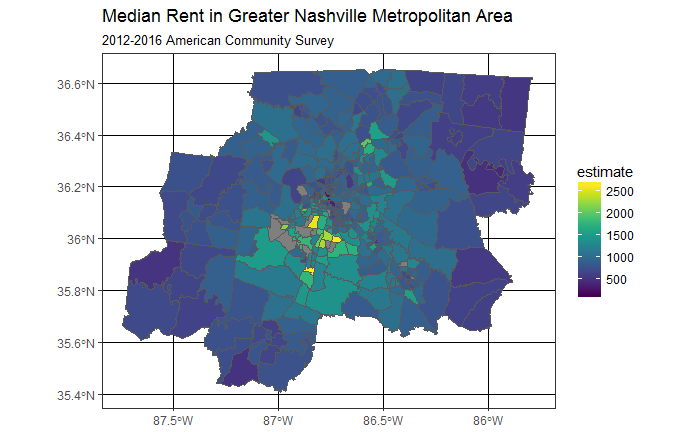 Median Rent in Greater Nashville Metropolitan Area
2012-2016 American Community Survey
36.6°N
36.4°N
36.2°N
36°N
35.8°N
35.6°N
35.4°N
87.5°W
87°W
86.5°W
86°W
estimate
2500
2000
1500
1000
500